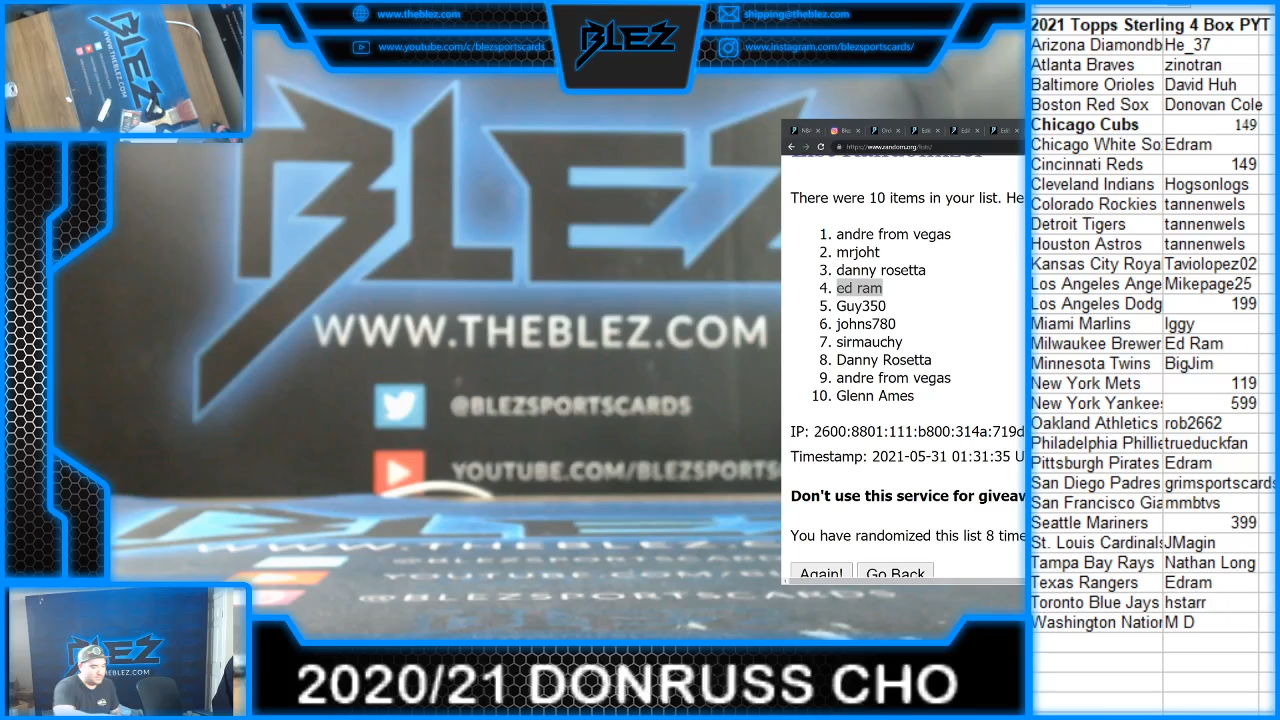 www.theblez.com
www.youtube.com/c/blezsportscards
BLEZ
shipping@theblez.com
www.instagram.com/blezsportscards/
BLEZ
WWW.THEBLEZ.COM
@BLEZSPORTSCARDS
YOUTUBE.COM/BLEZSPORTS
https://www.random.org/lists/
There were 10 items in your list. He
1. andre from vegas
2. mrjoht
3. danny rosetta
4. ed ram
5. Guy350
6. johns780
7. sirmauchy
8. Danny Rosetta
9. andre from vegas
10. Glenn Ames
IP: 2600:8801:111:b800:314a:719d
Timestamp: 2021-05-31 01:31:35 U
Don't use this service for giveaw
You have randomized this list 8 time
Again! Go Back
2021 Topps Sterling 4 Box PYT
Arizona Diamondb He_37
Atlanta Braves zinotran
Baltimore Orioles David Huh
Boston Red Sox Donovan Cole
Chicago Cubs 149
Chicago White So Edram
Cincinnati Reds 149
Cleveland Indians Hogsonlogs
Colorado Rockies tannenwels
Detroit Tigers tannenwels
Houston Astros tannenwels
Kansas City Roya Taviolopez02
Los Angeles Ange Mikepage25
Los Angeles Dodg 199
Miami Marlins Iggy
Milwaukee Brewer Ed Ram
Minnesota Twins BigJim
New York Mets 119
New York Yankees 599
Oakland Athletics rob2662
Philadelphia Phillie trueduckfan
Pittsburgh Pirates Edram
San Diego Padres grimsportscards
San Francisco Gia mmbtvs
Seattle Mariners 399
St. Louis Cardinals JMagin
Tampa Bay Rays Nathan Long
Texas Rangers Edram
Toronto Blue Jays hstarr
Washington Nation M D
2020/21 DONRUSS CHO